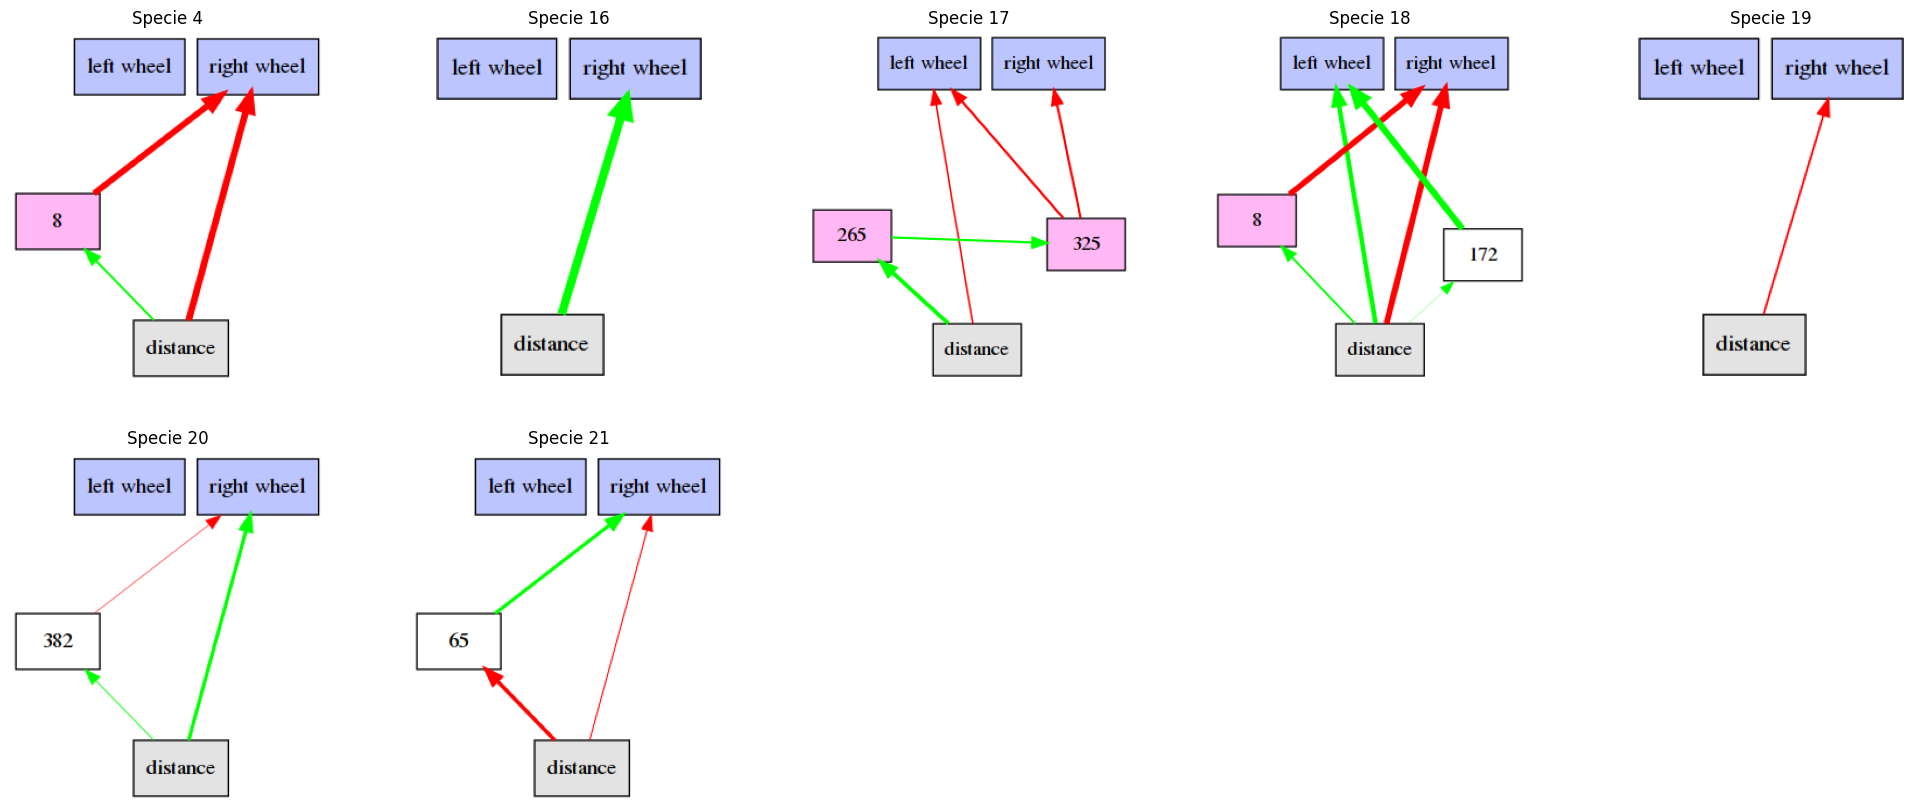 Specie 4
left wheel
right wheel
8
distance
Specie 16
left wheel
right wheel
distance
Specie 17
left wheel
right wheel
265
325
distance
Specie 18
left wheel
right wheel
8
172
distance
Specie 19
left wheel
right wheel
distance
Specie 20
left wheel
right wheel
382
distance
Specie 21
left wheel
right wheel
65
distance